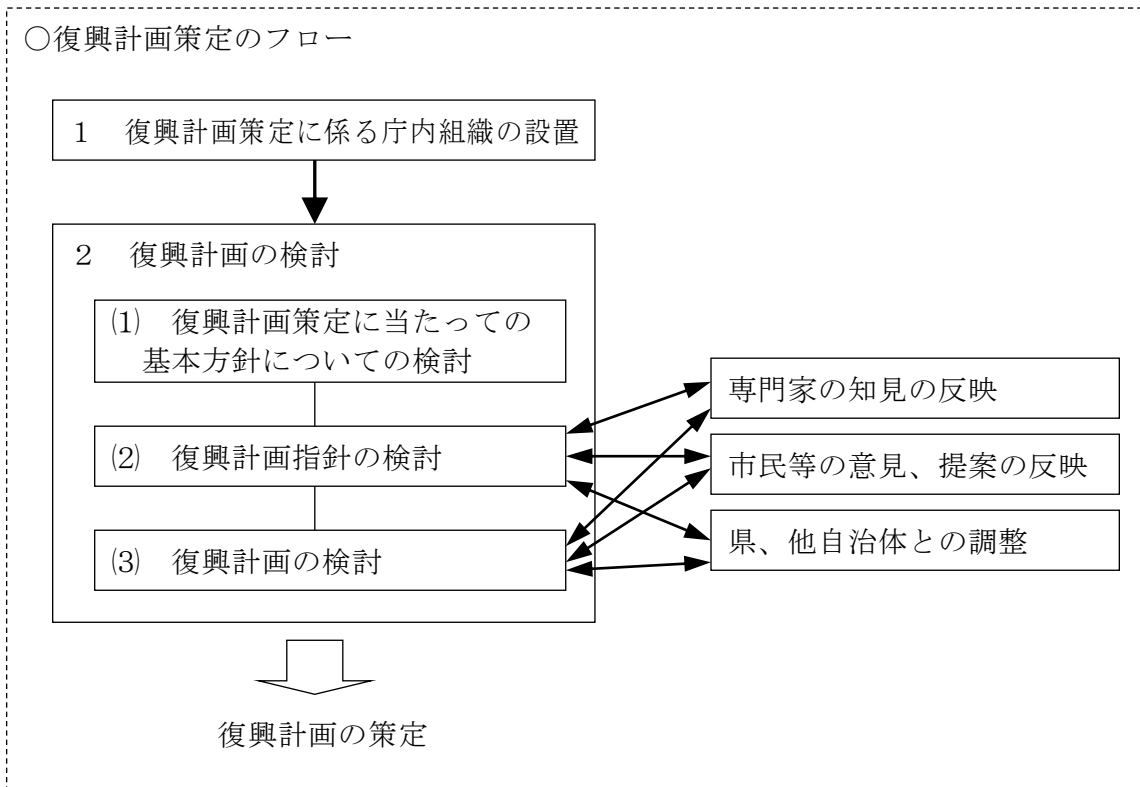 ○復興計画策定のフロー
１　復興計画策定に係る庁内組織の設置
２　復興計画の検討
⑴　復興計画策定に当たっての
基本方針についての検討
⑵　復興計画指針の検討
⑶　復興計画の検討
専門家の知見の反映
市民等の意見、提案の反映
県、他自治体との調整
復興計画の策定